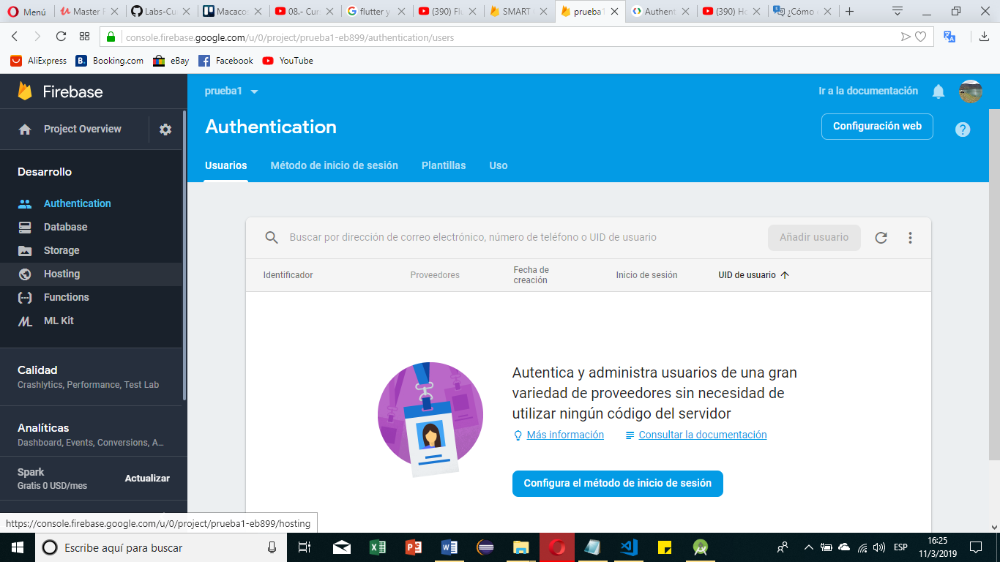 Menú
Master F
Labs-Cu
Macacos
08.- Curs
flutter y
(390) Flu
SMART
prueba1
Authent
(390) Ho
¿Cómo
console.firebase.google.com/u/0/project/prueba1-eb899/authentication/users
AliExpress
B.
Booking.com
ebay
eBay
Facebook
YouTube
Firebase
prueba1
Ir a la documentación
Project Overview
Authentication
Configuración web
?
Usuarios
Método de inicio de sesión
Plantillas
Uso
Desarrollo
Authentication
Database
Storage
Hosting
Functions
ML Kit
Buscar por dirección de correo electrónico, número de teléfono o UID de usuario
Añadir usuario
Identificador
Proveedores
Fecha de
creación
Inicio de sesión
UID de usuario
Calidad
Crashlytics, Performance, Test Lab
Analíticas
Dashboard, Events, Conversions, A...
Spark
Gratis 0 USD/mes
Actualizar
Autentica y administra usuarios de una gran
variedad de proveedores sin necesidad de
utilizar ningún código del servidor
Más información
Consultar la documentación
Configura el método de inicio de sesión
https://console.firebase.google.com/u/0/project/prueba1-eb899/hosting
Escribe aquí para buscar
ESP
16:25
11/3/2019